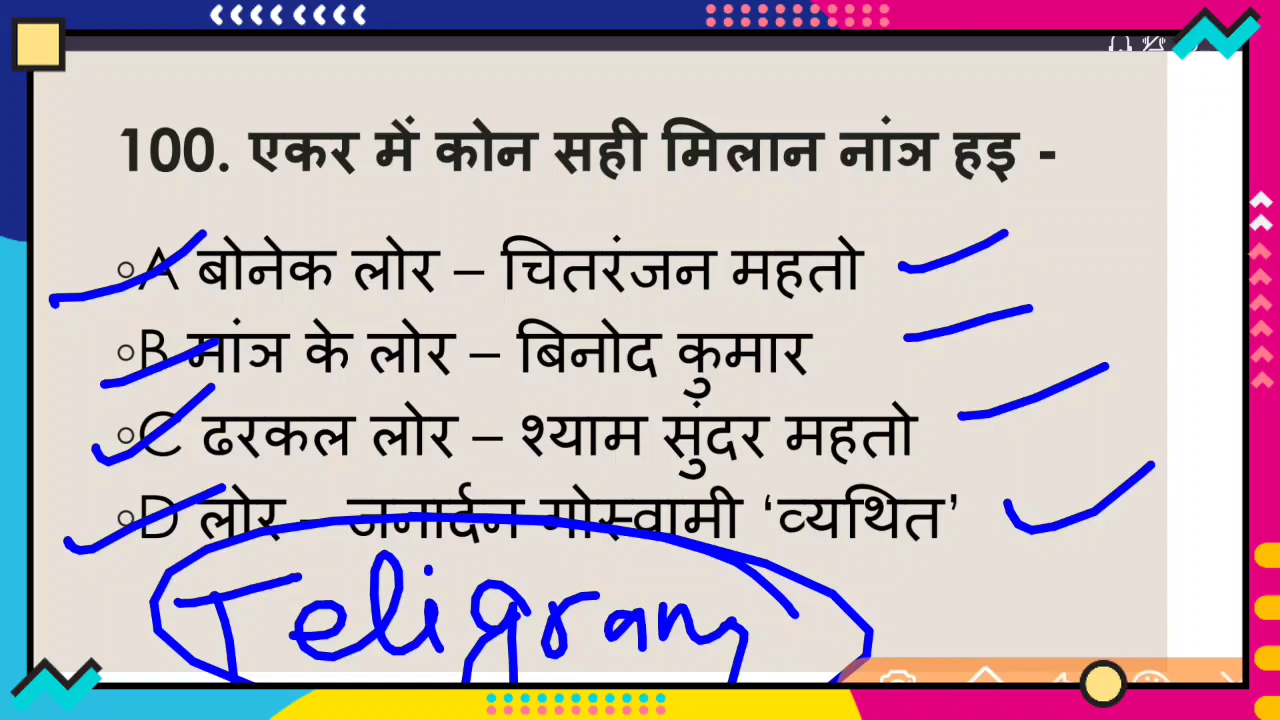 100. एकर में कोन सही मिलान नांञ हइ -
◦A बोनेक लोर – चितरंजन महतो
◦B मांञ के लोर – बिनोद कुमार
◦C ढरकल लोर – श्याम सुंदर महतो
◦D लोर – जनार्दन गोस्वामी ‘व्यथित’
Teligram